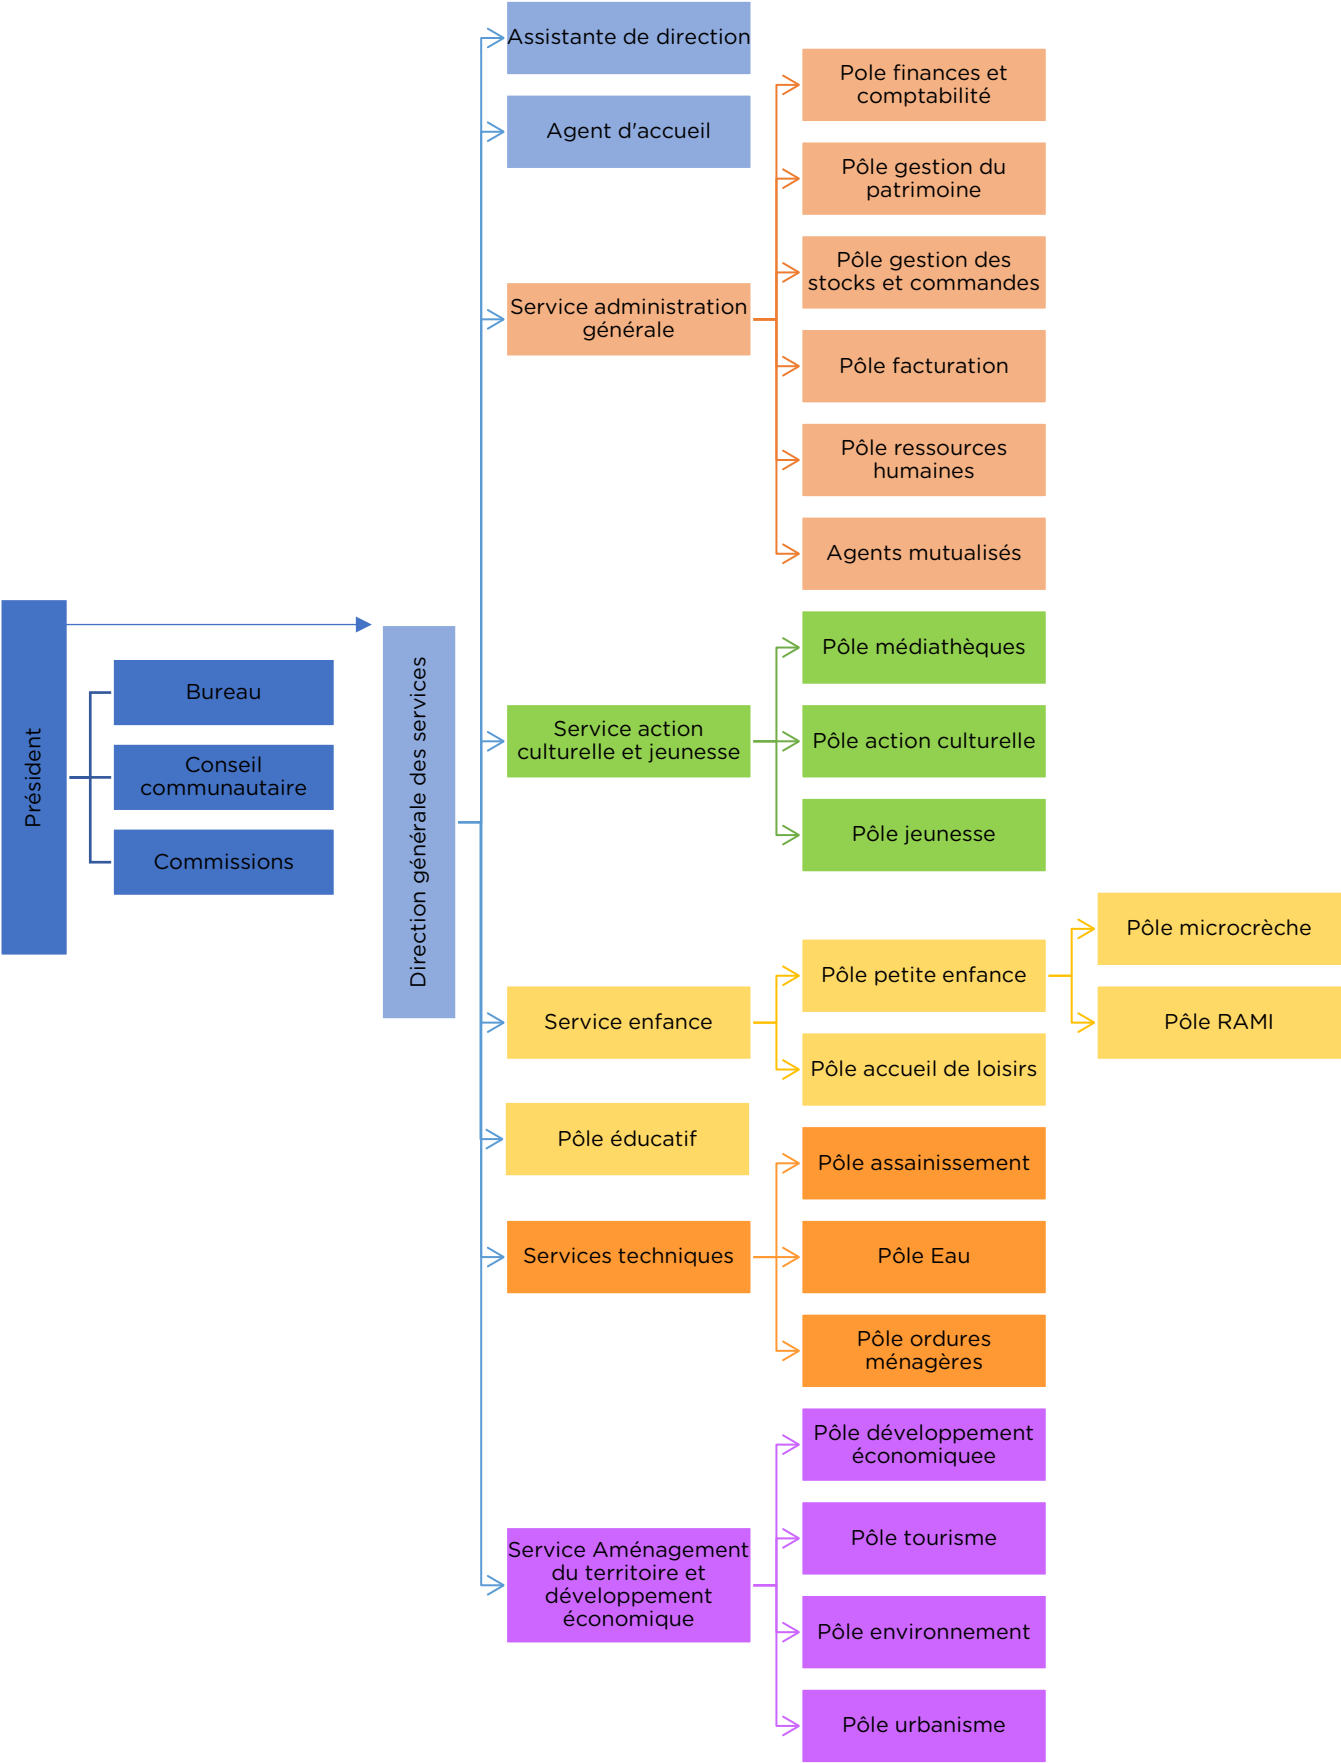 Président
Bureau
Conseil
communautaire
Commissions
Direction générale des services
Assistante de direction
Agent d'accueil
Service administration
générale
Pole finances et
comptabilité
Pôle gestion du
patrimoine
Pôle gestion des
stocks et commandes
Pôle facturation
Pôle ressources
humaines
Agents mutualisés
Service action
culturelle et jeunesse
Pôle médiathèques
Pôle action culturelle
Pôle jeunesse
Service enfance
Pôle petite enfance
Pôle microcrèche
Pôle RAMI
Pôle accueil de loisirs
Pôle éducatif
Services techniques
Pôle assainissement
Pôle Eau
Pôle ordures
ménagères
Service Aménagement
du territoire et
développement
économique
Pôle développement
économiquee
Pôle tourisme
Pôle environnement
Pôle urbanisme